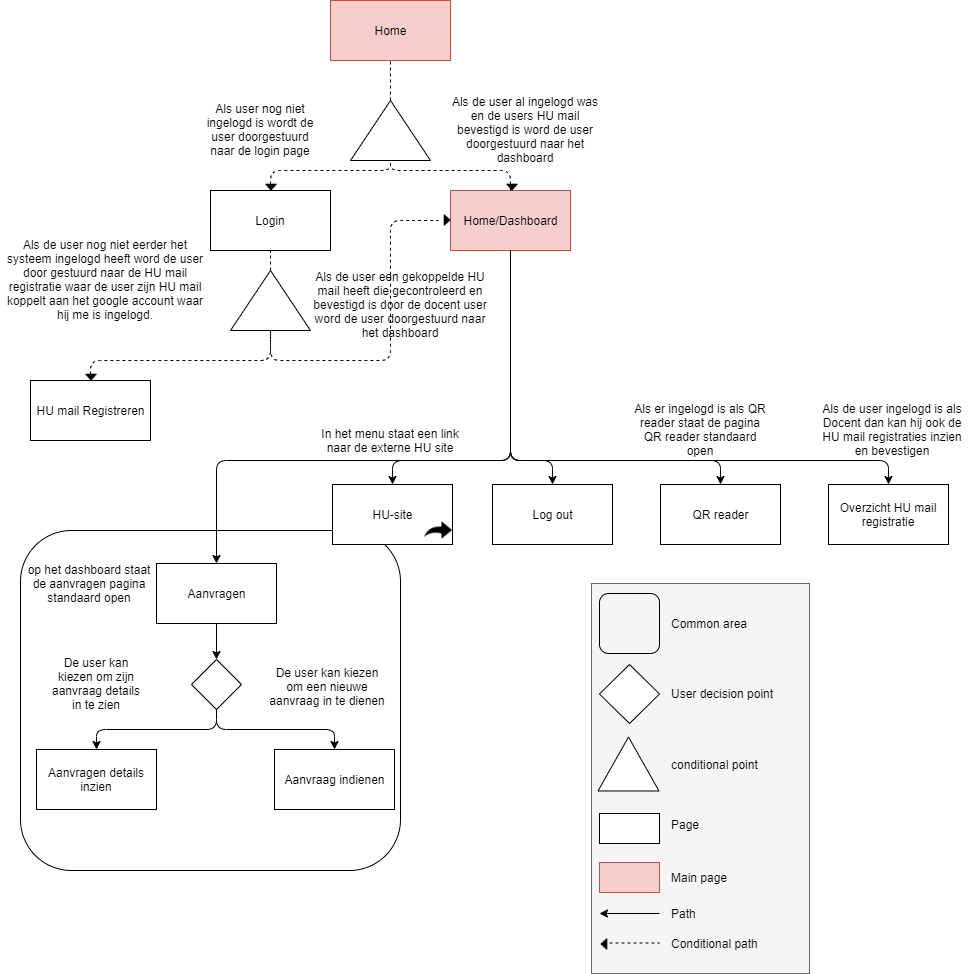 Home
Als user nog niet
ingelogd is wordt de
user doorgestuurd
naar de login page
Als de user al ingelogd was
en de users HU mail
bevestigd is word de user
doorgestuurd naar het
dashboard
Login
Home/Dashboard
Als de user nog niet eerder het
systeem ingelogd heeft word de user
door gestuurd naar de HU mail
registratie waar de user zijn HU mail
koppelt aan het google account waar
hij me is ingelogd.
Als de user een gekoppelde HU
mail heeft die gecontroleerd en
bevestigd is door de docent user
word de user doorgestuurd naar
het dashboard
HU mail Registreren
In het menu staat een link
naar de externe HU site
Als er ingelogd is als QR
reader staat de pagina
QR reader standaard
open
Als de user ingelogd is als
Docent dan kan hij ook de
HU mail registraties inzien
en bevestigen
HU-site
Log out
QR reader
Overzicht HU mail
registratie
op het dashboard staat
de aanvragen pagina
standaard open
Aanvragen
De user kan
kiezen om zijn
aanvraag details
in te zien
De user kan kiezen
om een nieuwe
aanvraag in te dienen
Aanvragen details
inzien
Aanvraag indienen
Common area
User decision point
conditional point
Page
Main page
Path
Conditional path